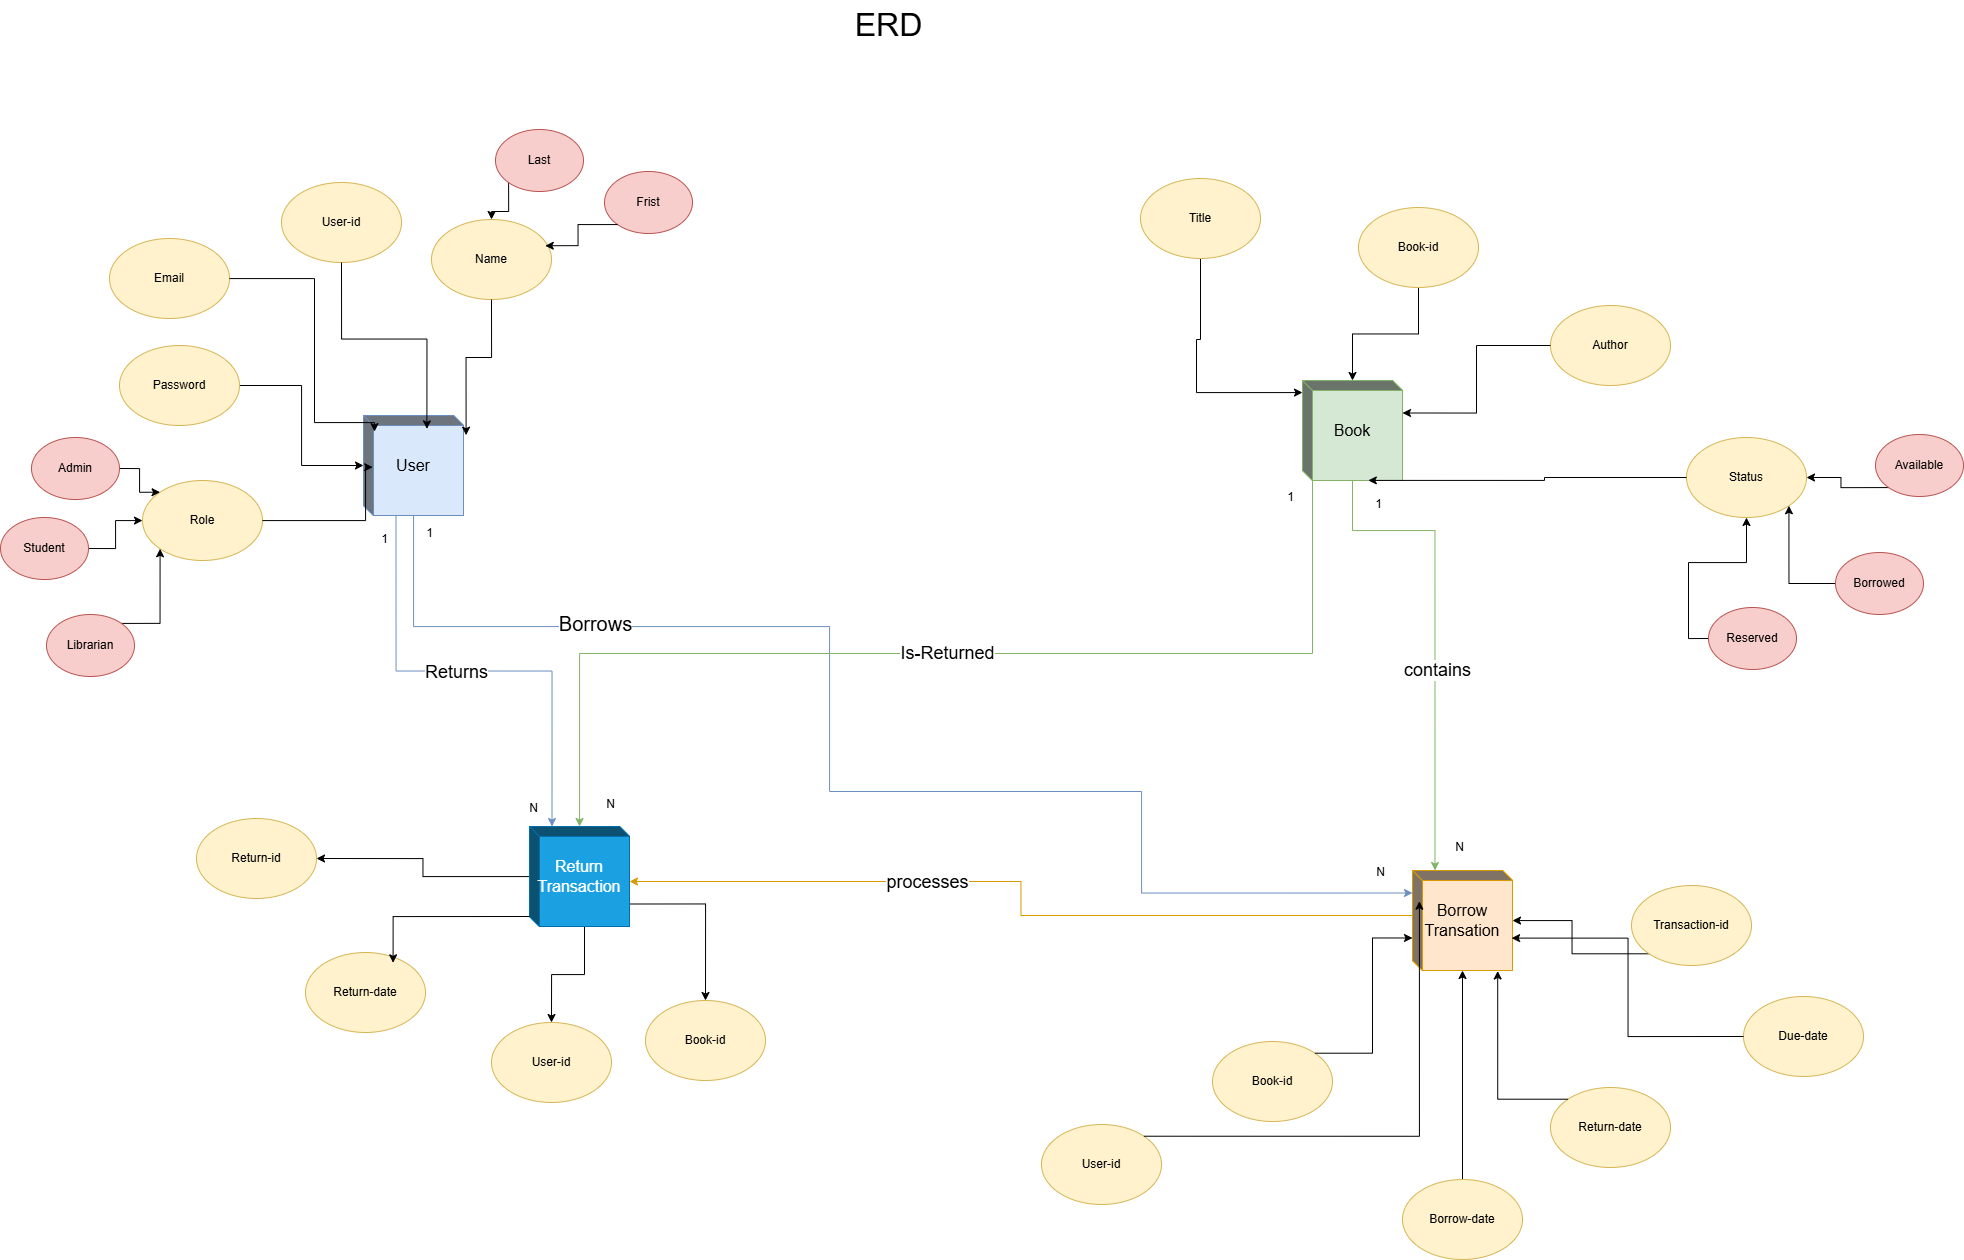 ERD
Last
Frist
User-id
Name
Email
Password
Admin
Role
Student
Librarian
User
1
1
Title
Book-id
Author
Book
Status
Available
Borrowed
Reserved
1
1
Borrows
Returns
Is-Returned
contains
N
N
Return
Transaction
Return-id
Return-date
User-id
Book-id
processes
N
N
Borrow
Transation
Transaction-id
Due-date
Return-date
Borrow-date
Book-id
User-id